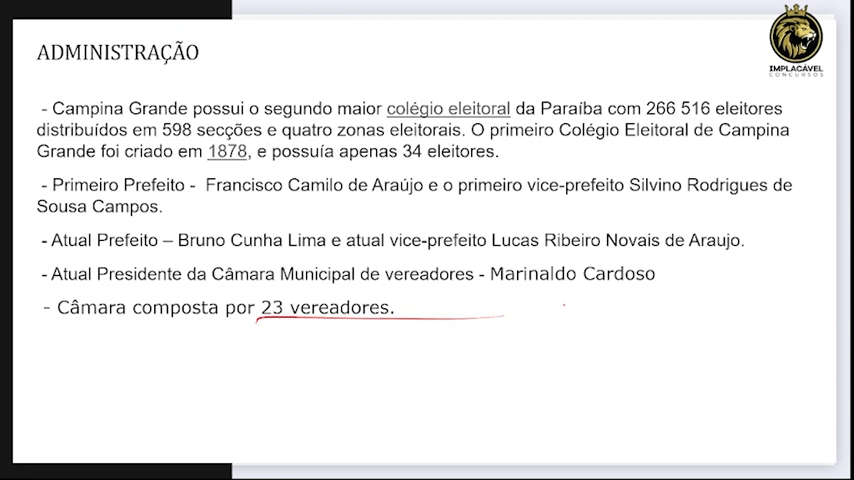 IMPLACÁVEL
CONCURSOS
ADMINISTRAÇÃO
- Campina Grande possui o segundo maior colégio eleitoral da Paraíba com 266 516 eleitores
distribuídos em 598 secções e quatro zonas eleitorais. O primeiro Colégio Eleitoral de Campina
Grande foi criado em 1878, e possuía apenas 34 eleitores.
- Primeiro Prefeito - Francisco Camilo de Araújo e o primeiro vice-prefeito Silvino Rodrigues de
Sousa Campos.
- Atual Prefeito – Bruno Cunha Lima e atual vice-prefeito Lucas Ribeiro Novais de Araujo.
- Atual Presidente da Câmara Municipal de vereadores - Marinaldo Cardoso
- Câmara composta por 23 vereadores.